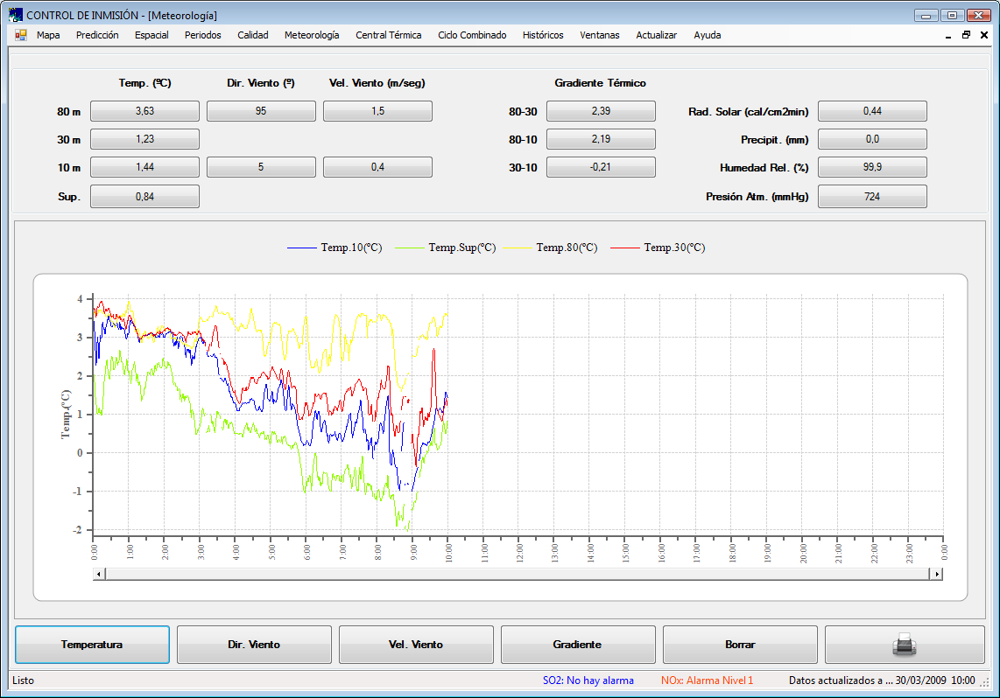 CONTROL DE INMISIÓN - [Meteorología]
Mapa Predicción Espacial Periodos Calidad Meteorología Central Térmica Ciclo Combinado Históricos Ventanas Actualizar Ayuda
Temp. (ºC) Dir. Viento (º) Vel. Viento (m/seg) Gradiente Térmico
80 m 3,63 95 1,5 80-30 2,39 Rad. Solar (cal/cm2min) 0,44
30 m 1,23 80-10 2,19 Precipit. (mm) 0,0
10 m 1,44 5 0,4 30-10 -0,21 Humedad Rel. (%) 99,9
Sup. 0,84 Presión Atm. (mmHg) 724
Temp.10(ºC) Temp.Sup(ºC) Temp.80(ºC) Temp.30(ºC)
4
3
2
1
0
-1
-2
Temp.(ºC)
0:00 1:00 2:00 3:00 4:00 5:00 6:00 7:00 8:00 9:00 10:00 11:00 12:00 13:00 14:00 15:00 16:00 17:00 18:00 19:00 20:00 21:00 22:00 23:00 0:00
Temperatura Dir. Viento Vel. Viento Gradiente Borrar
Listo SO2: No hay alarma NOx: Alarma Nivel 1 Datos actualizados a ... 30/03/2009 10:00